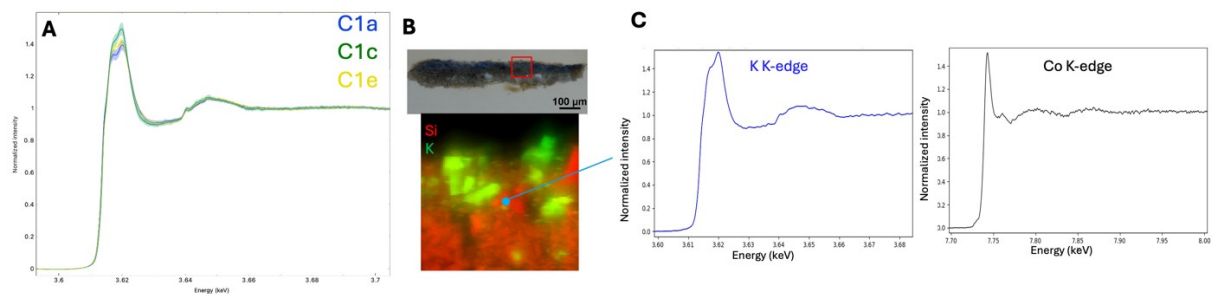 A
C1a
C1c
C1e
Normalized intensity
1.4
1.2
1
0.8
0.6
0.4
0.2
0
3.6
3.62
3.64
3.66
3.68
3.7
Energy (keV)
B
100 µm
Si
K
C
K K-edge
Normalized intensity
1.4
1.2
1.0
0.8
0.6
0.4
0.2
0.0
3.60
3.61
3.62
3.63
3.64
3.65
3.66
3.67
3.68
Energy (keV)
Co K-edge
Normalized intensity
1.4
1.2
1.0
0.8
0.6
0.4
0.2
0.0
7.70
7.75
7.80
7.85
7.90
7.95
8.00
Energy (keV)